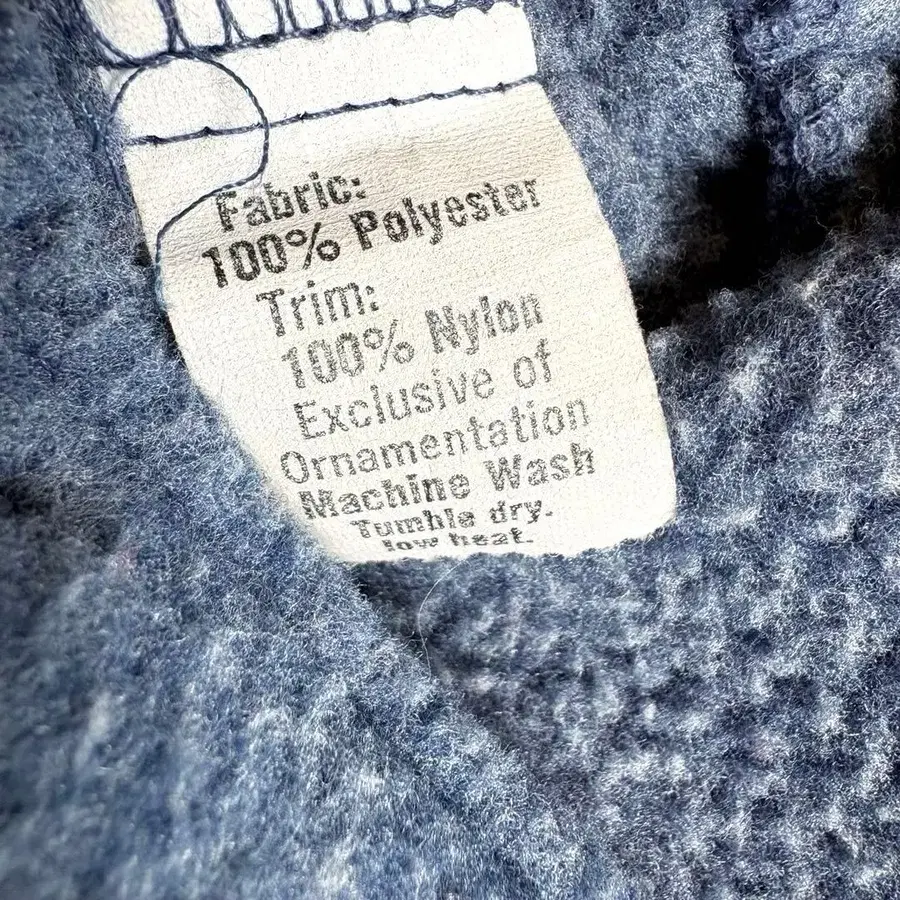 Fabric:
100% Polyester
Trim:
100% Nylon
Exclusive of
Ornamentation
Machine Wash
Tumble dry.
low heat.